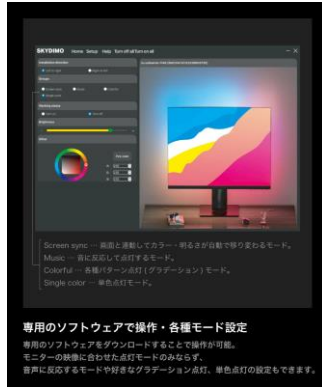 SKYDIMO Home Setup Help Turn off all Turn on all
Screen sync … 画面と連動してカラー・明るさが自動で移り変わるモード。
Music … 音に反応して点灯するモード。
Colorful … 各種パターン点灯(グラデーション)モード。
Single color … 単色点灯モード。
専用のソフトウェアで操作・各種モード設定
専用のソフトウェアをダウンロードすることで操作が可能。
モニターの映像に合わせた点灯モードのみならず、
音声に反応するモードや好きなグラデーション点灯、単色点灯の設定もできます。